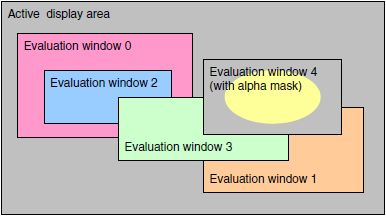 Active display area
Evaluation window 0
Evaluation window 2
Evaluation window 4
(with alpha mask)
Evaluation window 3
Evaluation window 1